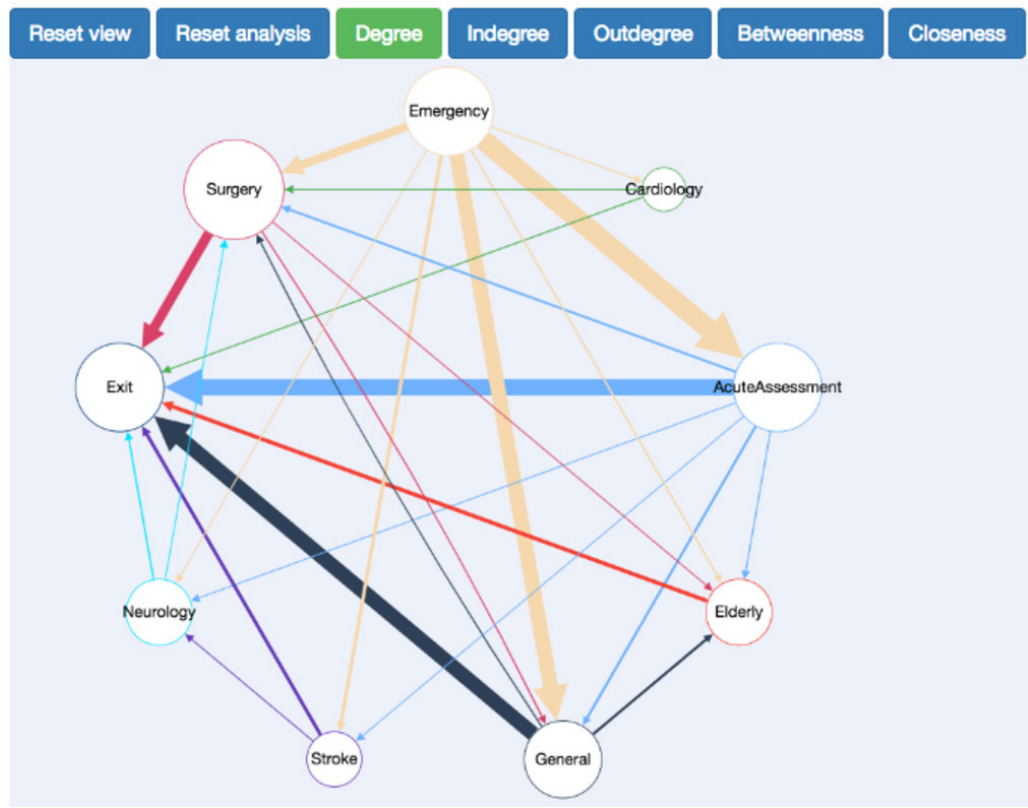 Reset view Reset analysis Degree Indegree Outdegree Betweenness Closeness
Emergency
Surgery
Cardiology
Exit
AcuteAssessment
Neurology
Elderly
Stroke
General